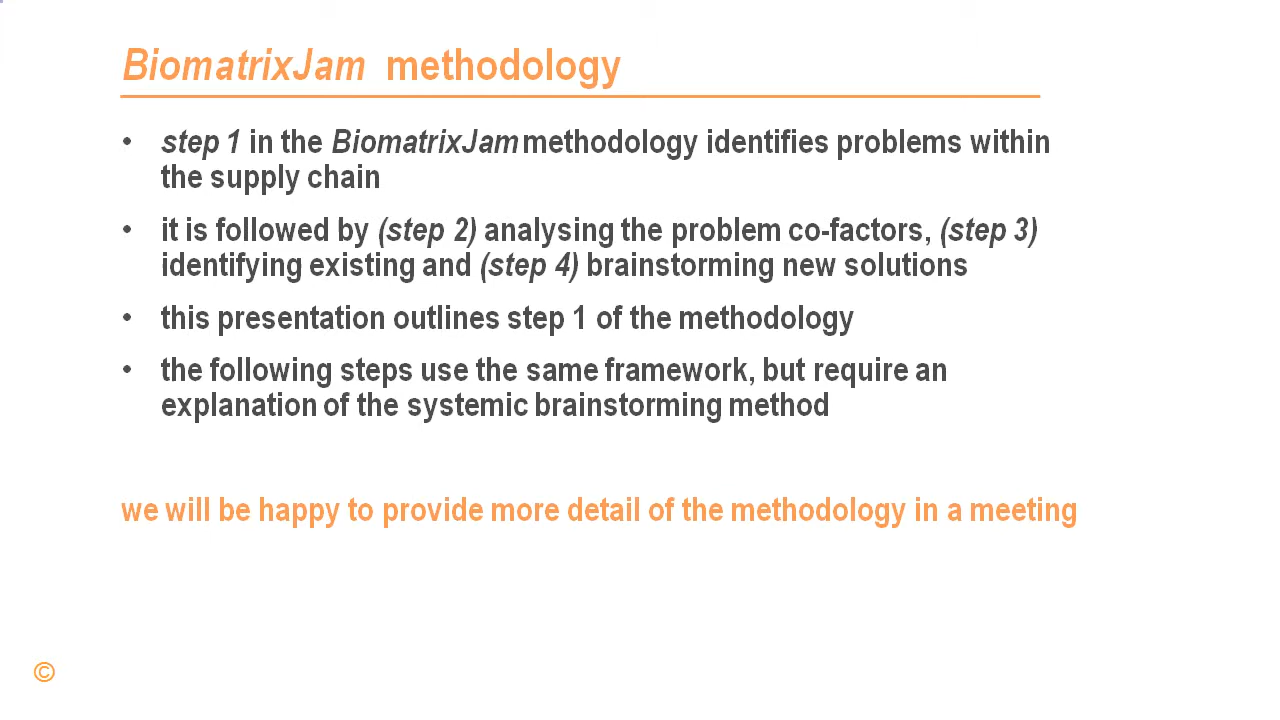 BiomatrixJam methodology
• step 1 in the BiomatrixJam methodology identifies problems within
the supply chain
• it is followed by (step 2) analysing the problem co-factors, (step 3)
identifying existing and (step 4) brainstorming new solutions
• this presentation outlines step 1 of the methodology
• the following steps use the same framework, but require an
explanation of the systemic brainstorming method
we will be happy to provide more detail of the methodology in a meeting
©